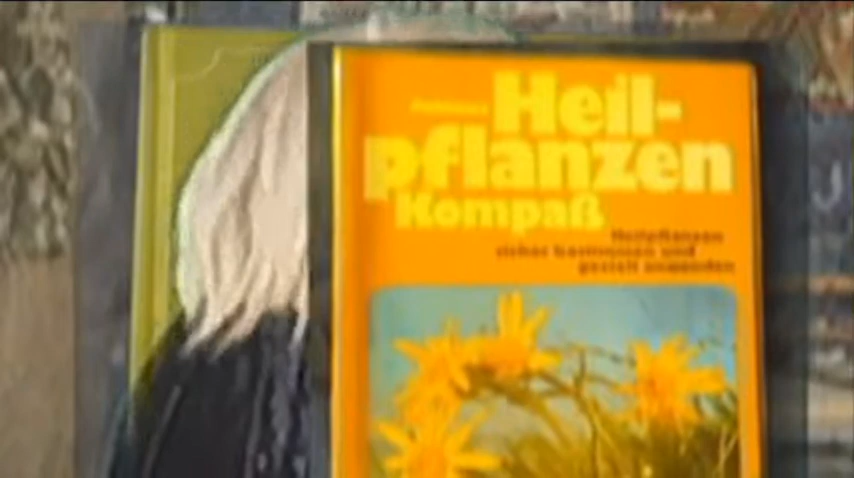 Heil-
pflanzen
Kompaß
Heilpflanzen
sicher bestimmen und
gezielt anwenden